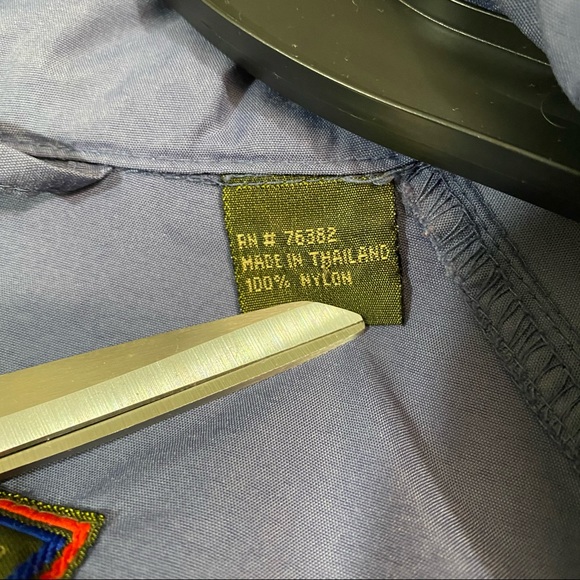 RN # 76382
MADE IN THAILAND
100% NYLON